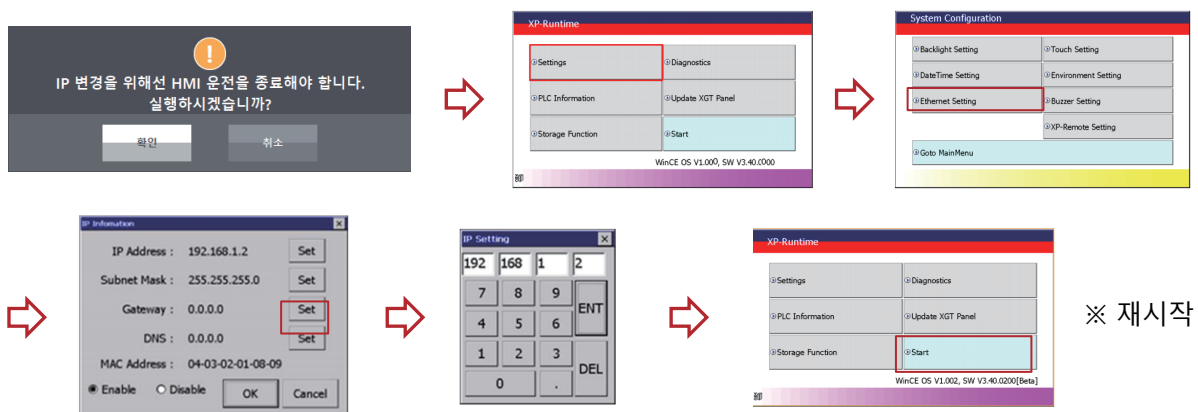 IP 변경을 위해선 HMI 운전을 종료해야 합니다.
실행하시겠습니까?
확인
취소
XP-Runtime
Settings
Diagnostics
PLC Information
Update XGT Panel
Storage Function
Start
WinCE OS V1.000, SW V3.40.0000
System Configuration
Backlight Setting
Touch Setting
DateTime Setting
Environment Setting
Ethernet Setting
Buzzer Setting
XP-Remote Setting
Goto MainMenu
IP Infomation
IP Address : 192.168.1.2 Set
Subnet Mask : 255.255.255.0 Set
Gateway : 0.0.0.0 Set
DNS : 0.0.0.0 Set
MAC Address : 04-03-02-01-08-09
Enable Disable OK Cancel
IP Setting
192 168 1 2
7 8 9 ENT
4 5 6
1 2 3 DEL
0 .
XP-Runtime
Settings
Diagnostics
PLC Information
Update XGT Panel
Storage Function
Start
WinCE OS V1.002, SW V3.40.0200[Beta]
※ 재시작